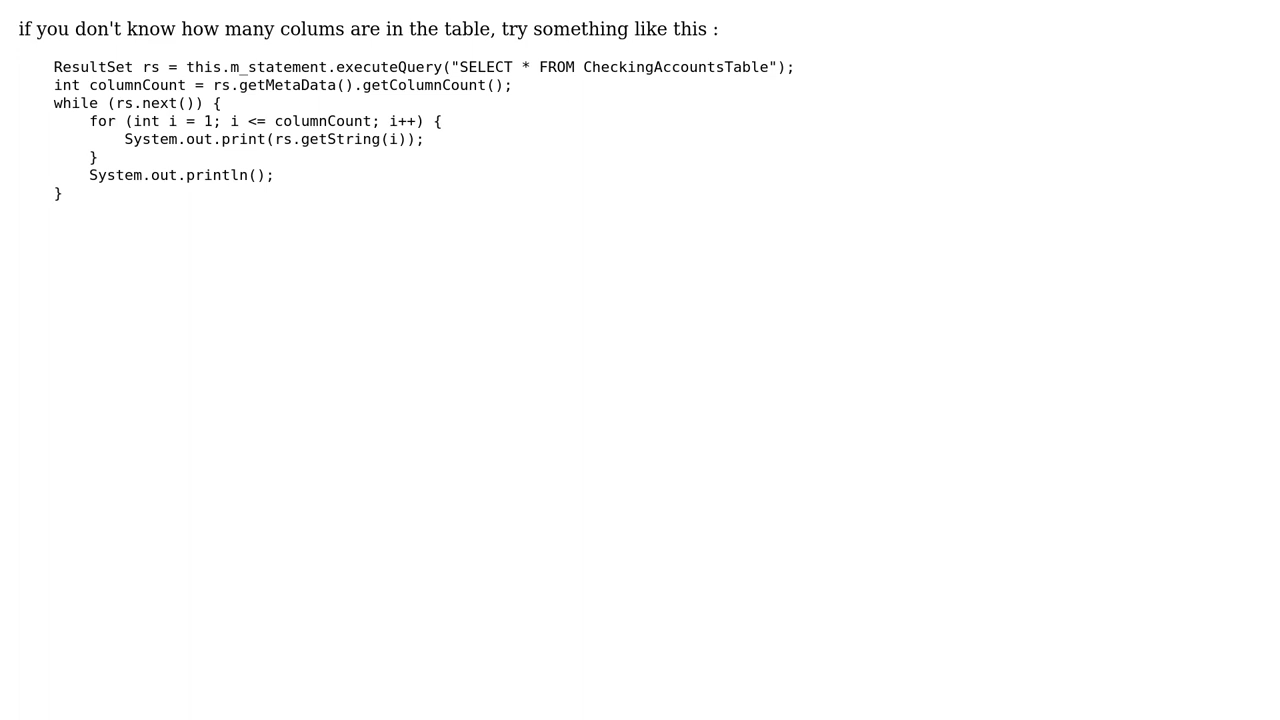 if you don't know how many colums are in the table, try something like this :
    ResultSet rs = this.m_statement.executeQuery("SELECT * FROM CheckingAccountsTable");
    int columnCount = rs.getMetaData().getColumnCount();
    while (rs.next()) {
        for (int i = 1; i <= columnCount; i++) {
            System.out.print(rs.getString(i));
        }
        System.out.println();
    }